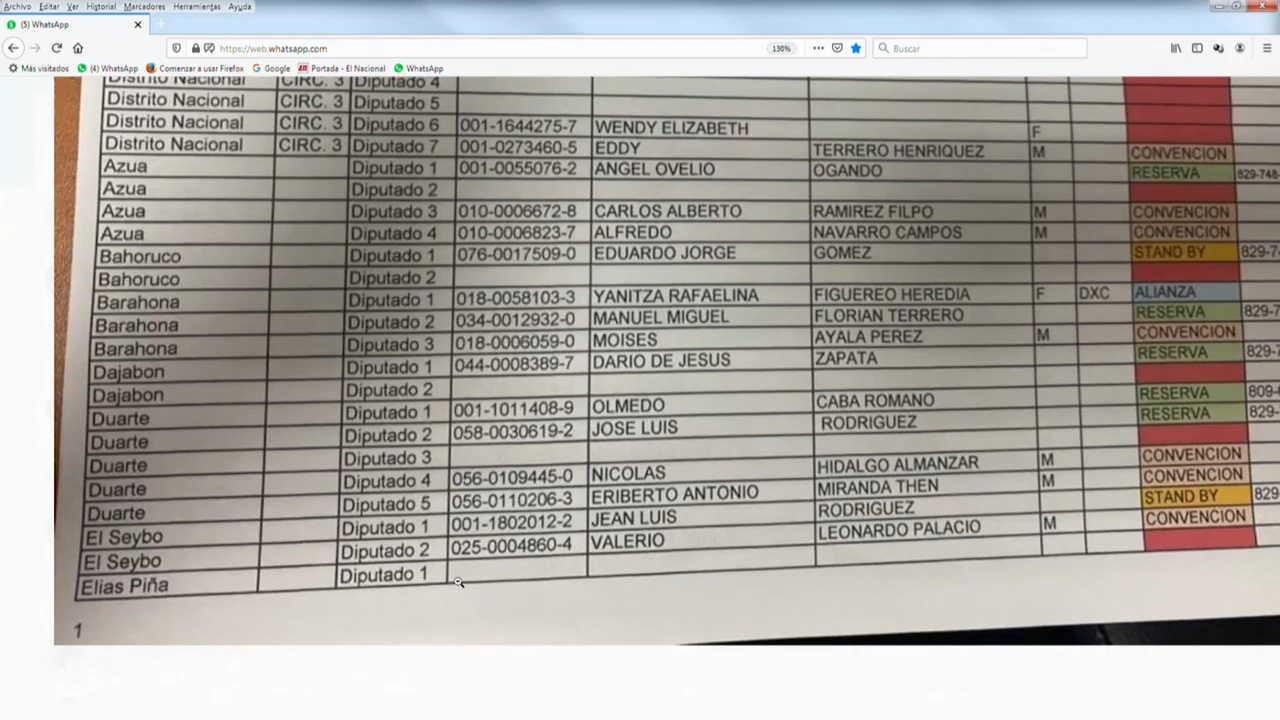 Archivo Editar Ver Historial Marcadores Herramientas Ayuda
(5) WhatsApp
https://web.whatsapp.com 130% Buscar
Más visitados (4) WhatsApp Comenzar a usar Firefox Google Portada - El Nacional WhatsApp
Distrito Nacional CIRC. 3 Diputado 4
Distrito Nacional CIRC. 3 Diputado 5
Distrito Nacional CIRC. 3 Diputado 6 001-1644275-7 WENDY ELIZABETH F
Distrito Nacional CIRC. 3 Diputado 7 001-0273460-5 EDDY TERRERO HENRIQUEZ M CONVENCION
Azua Diputado 1 001-0055076-2 ANGEL OVELIO OGANDO RESERVA 829-748-
Azua Diputado 2
Azua Diputado 3 010-0006672-8 CARLOS ALBERTO RAMIREZ FILPO M CONVENCION
Azua Diputado 4 010-0006823-7 ALFREDO NAVARRO CAMPOS M CONVENCION
Bahoruco Diputado 1 076-0017509-0 EDUARDO JORGE GOMEZ STAND BY 829-7
Bahoruco Diputado 2
Barahona Diputado 1 018-0058103-3 YANITZA RAFAELINA FIGUEREO HEREDIA F DXC ALIANZA
Barahona Diputado 2 034-0012932-0 MANUEL MIGUEL FLORIAN TERRERO RESERVA 829-7
Barahona Diputado 3 018-0006059-0 MOISES AYALA PEREZ M CONVENCION
Dajabon Diputado 1 044-0008389-7 DARIO DE JESUS ZAPATA RESERVA 829-7
Dajabon Diputado 2
Duarte Diputado 1 001-1011408-9 OLMEDO CABA ROMANO RESERVA 809-
Duarte Diputado 2 058-0030619-2 JOSE LUIS RODRIGUEZ RESERVA 829-
Duarte Diputado 3
Duarte Diputado 4 056-0109445-0 NICOLAS HIDALGO ALMANZAR M CONVENCION
Duarte Diputado 5 056-0110206-3 ERIBERTO ANTONIO MIRANDA THEN M CONVENCION
El Seybo Diputado 1 001-1802012-2 JEAN LUIS RODRIGUEZ STAND BY 829
El Seybo Diputado 2 025-0004860-4 VALERIO LEONARDO PALACIO M CONVENCION
Elias Piña Diputado 1
1